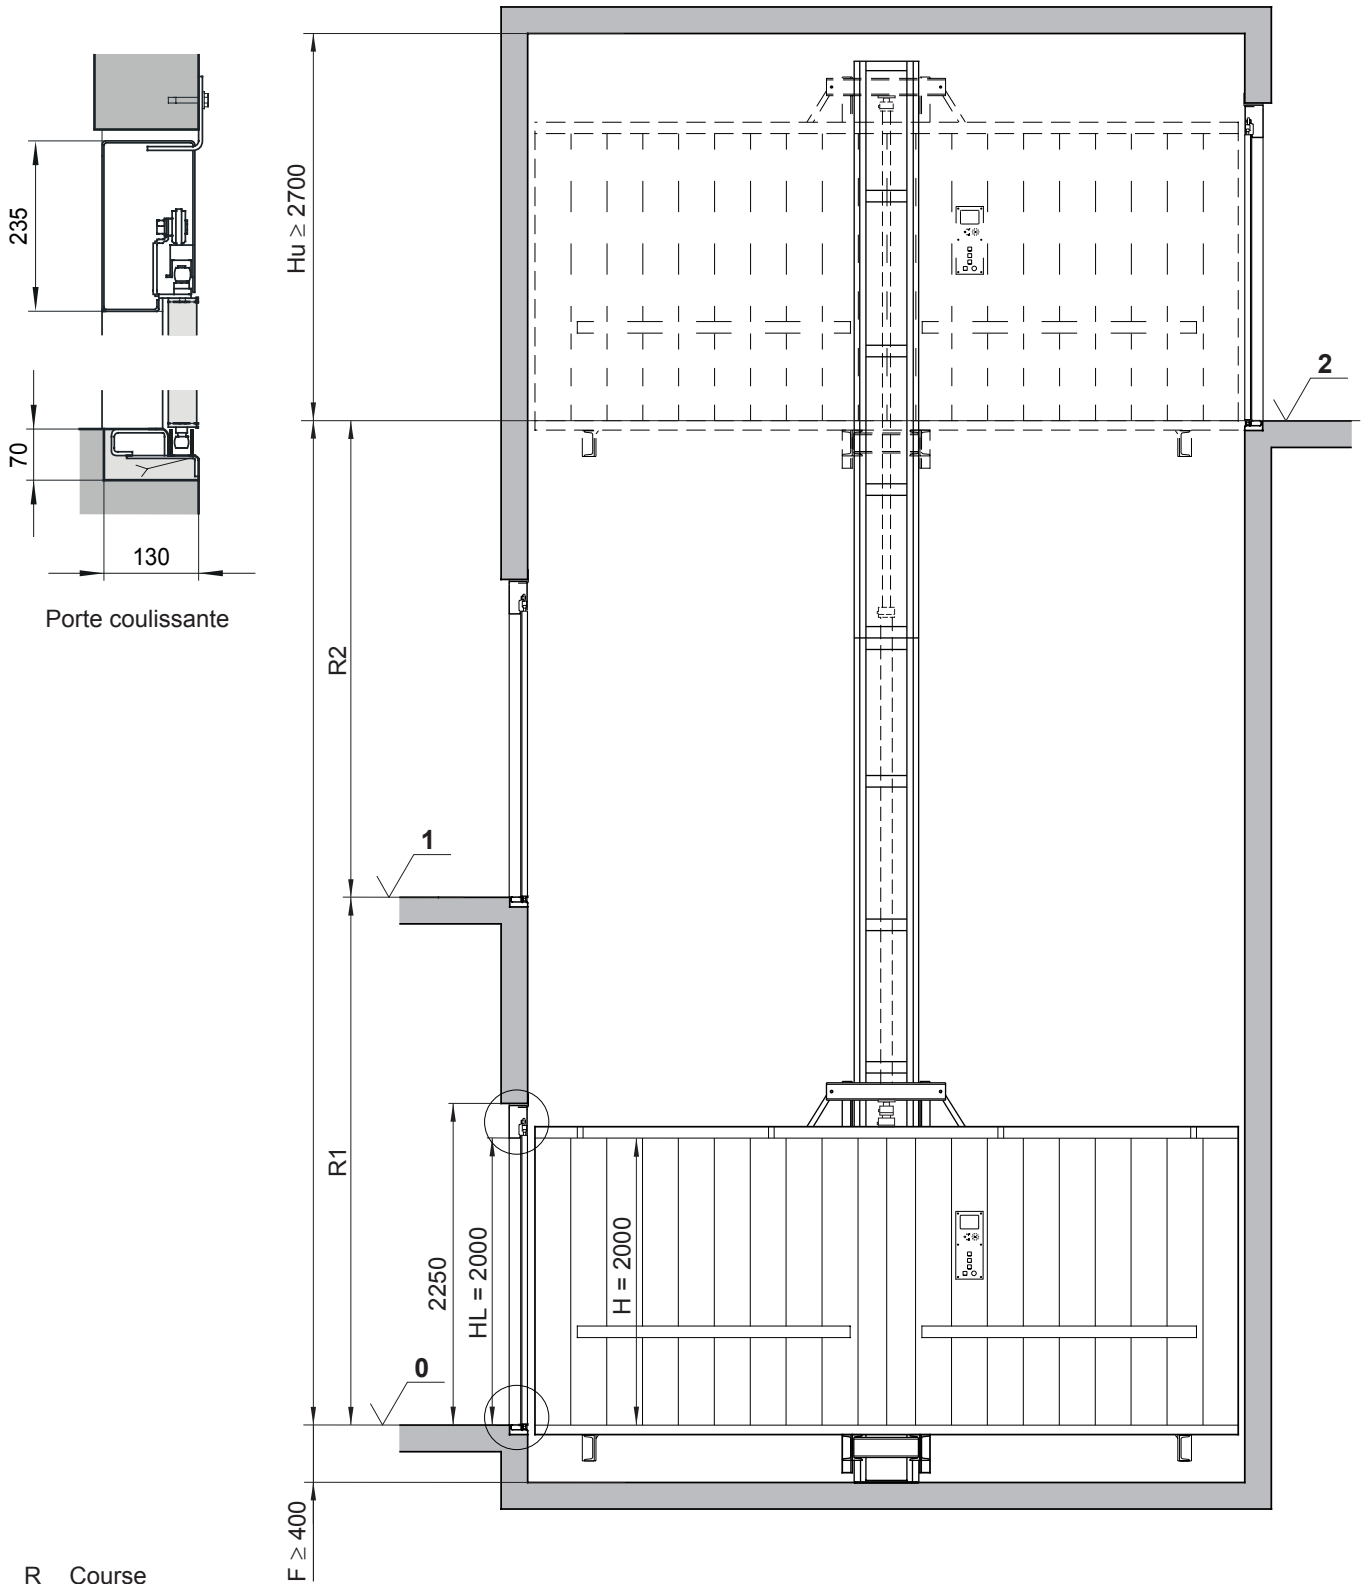 235
70
130
Porte coulissante
Hu ≥ 2700
2
R2
1
R1
2250
HL = 2000
H = 2000
0
F ≥ 400
R Course